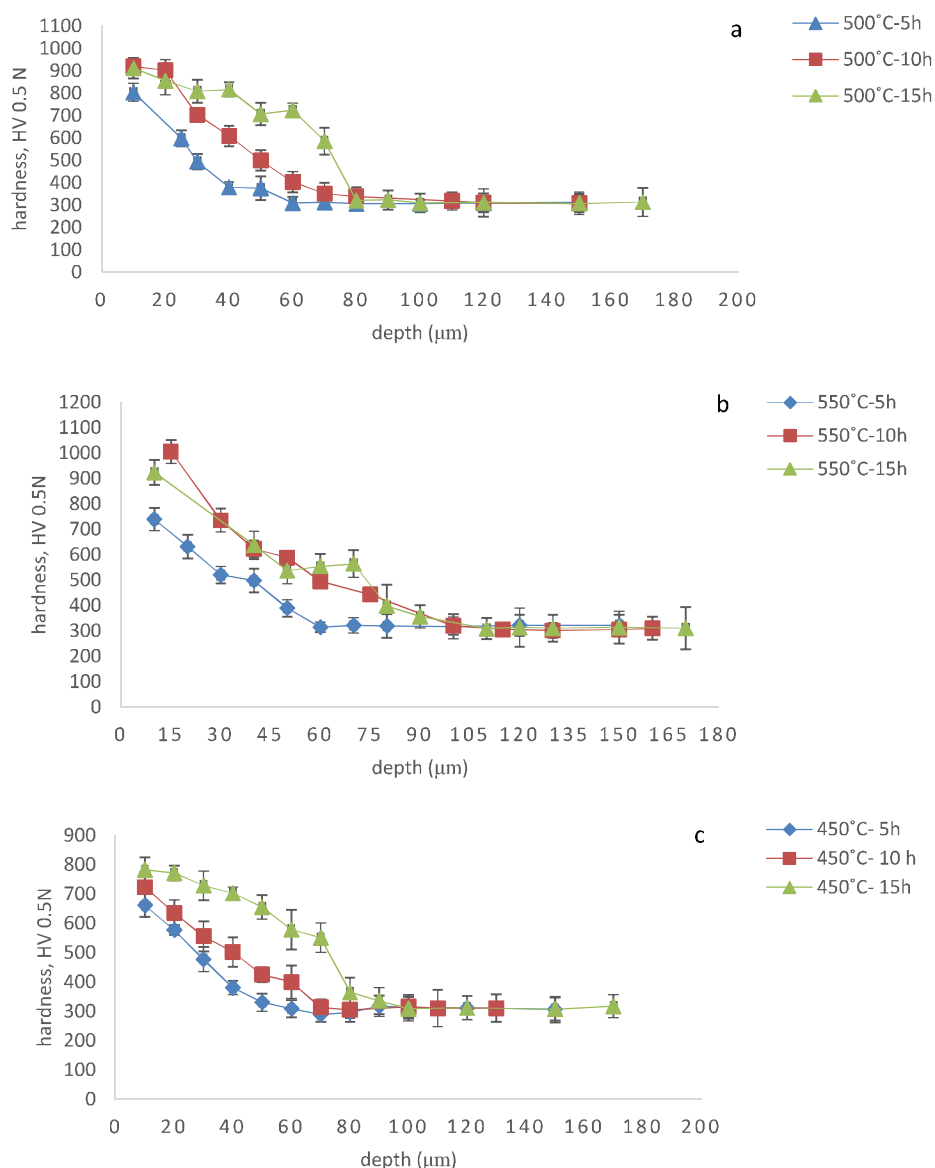 a
1100
1000
900
800
700
600
500
400
300
200
100
0
hardness, HV 0.5 N
0 20 40 60 80 100 120 140 160 180 200
depth (μm)
500˚C-5h
500˚C-10h
500˚C-15h
b
1200
1100
1000
900
800
700
600
500
400
300
200
100
0
hardness, HV 0.5N
0 15 30 45 60 75 90 105 120 135 150 165 180
depth (μm)
550˚C-5h
550˚C-10h
550˚C-15h
c
900
800
700
600
500
400
300
200
100
0
hardness, HV 0.5N
0 20 40 60 80 100 120 140 160 180 200
depth (μm)
450˚C- 5h
450˚C- 10 h
450˚C- 15h